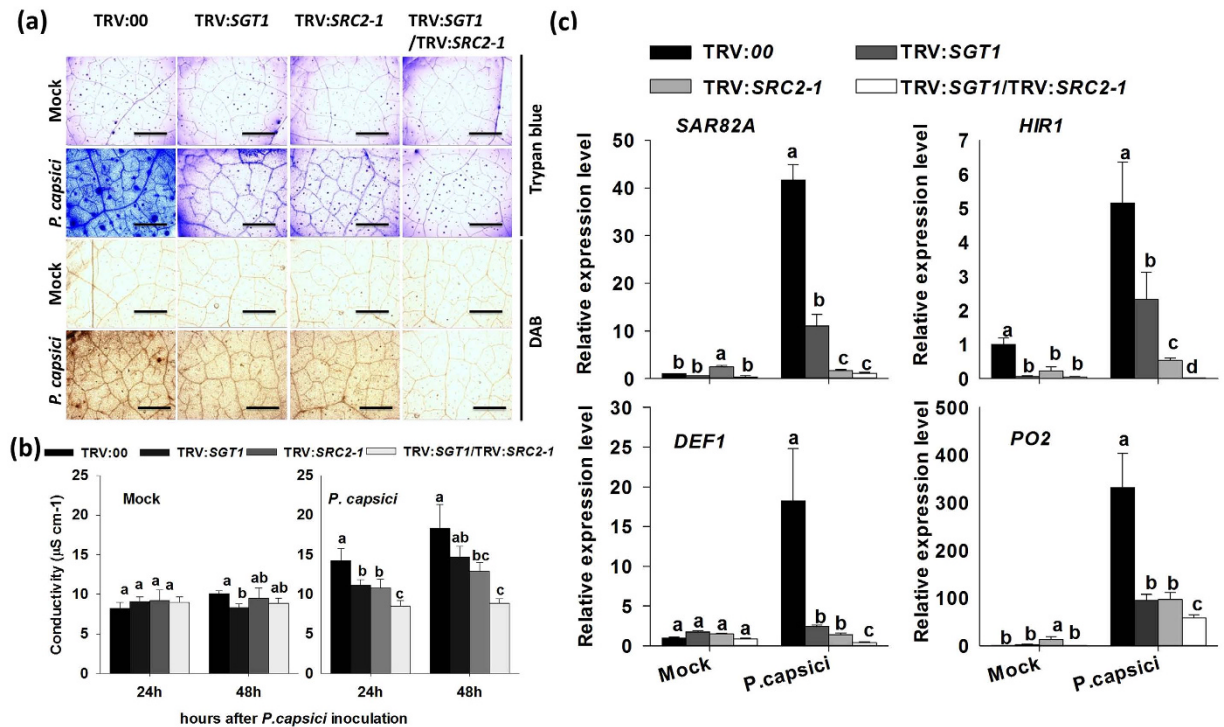 (a)
TRV:00 TRV:SGT1 TRV:SRC2-1 TRV:SGT1
/TRV:SRC2-1
Mock
P. capsici
Trypan blue
Mock
P. capsici
DAB
(b)
TRV:00 TRV:SGT1 TRV:SRC2-1 TRV:SGT1/TRV:SRC2-1
Conductivity (µS cm-1)
25
20
15
10
5
0
Mock
a a a a
a b ab ab
24h 48h
25
20
15
10
5
0
P. capsici
a b b c
a ab bc c
24h 48h
hours after P.capsici inoculation
(c)
TRV:00 TRV:SGT1
TRV:SRC2-1 TRV:SGT1/TRV:SRC2-1
SAR82A
Relative expression level
50
40
30
20
10
0
b b a b
a b c c
HIR1
Relative expression level
7
6
5
4
3
2
1
0
a b b b
a b c d
DEF1
Relative expression level
30
25
20
15
10
5
0
a a a a
a b b c
Mock P.capsici
PO2
Relative expression level
500
400
300
200
100
0
b b a b
a b b c
Mock P.capsici